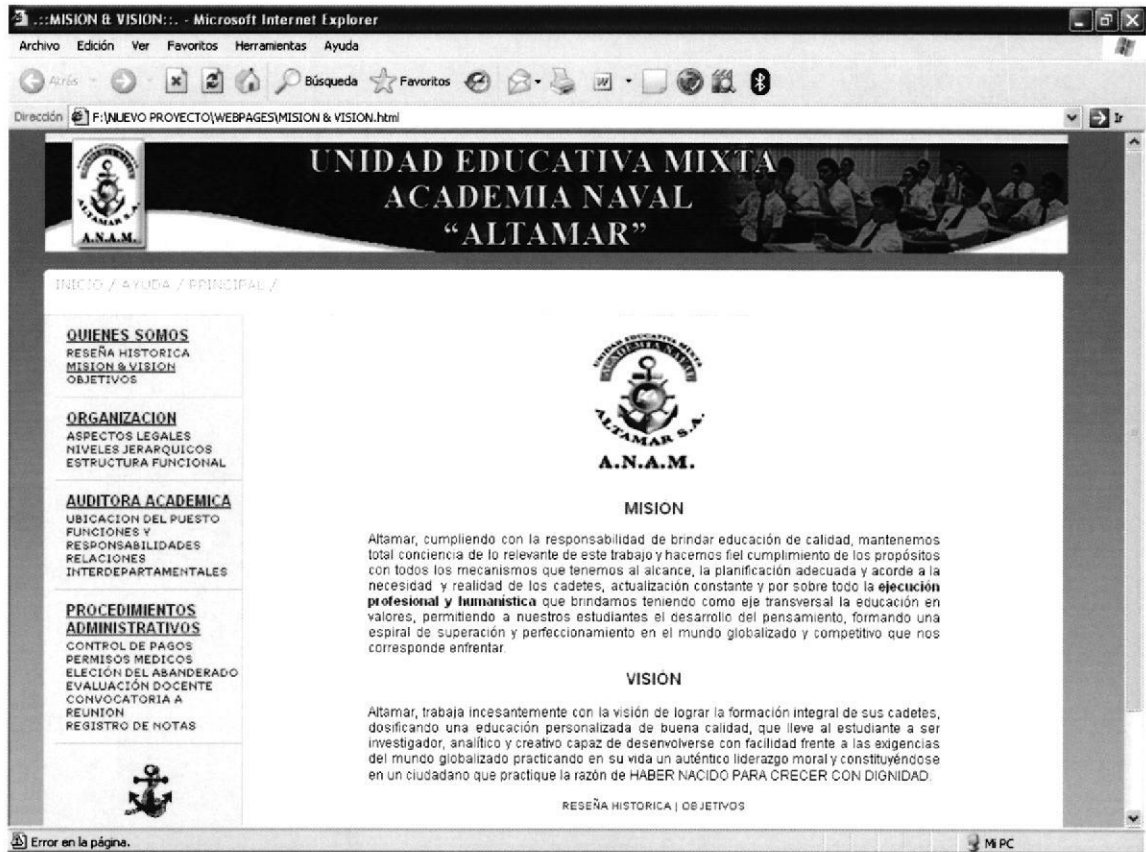 .::MISION & VISION::. - Microsoft Internet Explorer
Archivo Edición Ver Favoritos Herramientas Ayuda
Atrás Búsqueda Favoritos
Dirección F:\NUEVO PROYECTO\WEBPAGES\MISION & VISION.html Ir
UNIDAD EDUCATIVA MIXTA
ACADEMIA NAVAL
“ALTAMAR”
ALTAMAR S.A.
A.N.A.M.
INICIO / AYUDA / PRINCIPAL /
QUIENES SOMOS
RESEÑA HISTORICA
MISION & VISION
OBJETIVOS
ORGANIZACION
ASPECTOS LEGALES
NIVELES JERARQUICOS
ESTRUCTURA FUNCIONAL
AUDITORA ACADEMICA
UBICACION DEL PUESTO
FUNCIONES Y
RESPONSABILIDADES
RELACIONES
INTERDEPARTAMENTALES
PROCEDIMIENTOS
ADMINISTRATIVOS
CONTROL DE PAGOS
PERMISOS MEDICOS
ELECIÓN DEL ABANDERADO
EVALUACIÓN DOCENTE
CONVOCATORIA A
REUNION
REGISTRO DE NOTAS
UNIDAD EDUCATIVA MIXTA
ACADEMIA NAVAL
ALTAMAR S.A.
A.N.A.M.
MISION
Altamar, cumpliendo con la responsabilidad de brindar educación de calidad, mantenemos
total conciencia de lo relevante de este trabajo y hacemos fiel cumplimiento de los propósitos
con todos los mecanismos que tenemos al alcance, la planificación adecuada y acorde a la
necesidad y realidad de los cadetes, actualización constante y por sobre todo la ejecución
profesional y humanística que brindamos teniendo como eje transversal la educación en
valores, permitiendo a nuestros estudiantes el desarrollo del pensamiento, formando una
espiral de superación y perfeccionamiento en el mundo globalizado y competitivo que nos
corresponde enfrentar.
VISIÓN
Altamar, trabaja incesantemente con la visión de lograr la formación integral de sus cadetes,
dosificando una educación personalizada de buena calidad, que lleve al estudiante a ser
investigador, analítico y creativo capaz de desenvolverse con facilidad frente a las exigencias
del mundo globalizado practicando en su vida un auténtico liderazgo moral y constituyéndose
en un ciudadano que practique la razón de HABER NACIDO PARA CRECER CON DIGNIDAD.
RESEÑA HISTORICA | OBJETIVOS
Error en la página. Mi PC